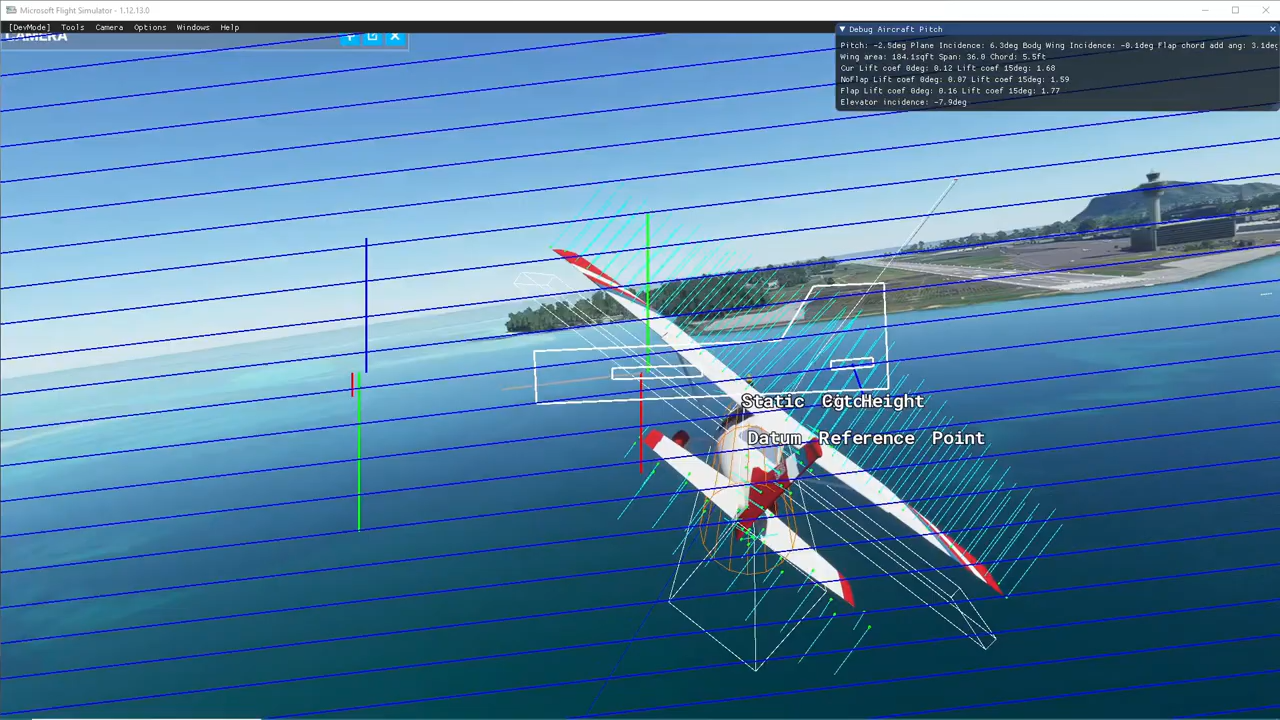 Microsoft Flight Simulator - 1.12.13.0
[DevMode] Tools Camera Options Windows Help
CAMERA
Debug Aircraft Pitch
Pitch: -2.5deg Plane Incidence: 6.3deg Body Wing Incidence: -0.1deg Flap chord add ang: 3.1deg
Wing area: 184.1sqft Span: 36.0 Chord: 5.5ft
Cur Lift coef 0deg: 0.12 Lift coef 15deg: 1.68
NoFlap Lift coef 0deg: 0.07 Lift coef 15deg: 1.59
Flap Lift coef 0deg: 0.16 Lift coef 15deg: 1.77
Elevator incidence: -7.9deg
Static Height
Datum Reference Point